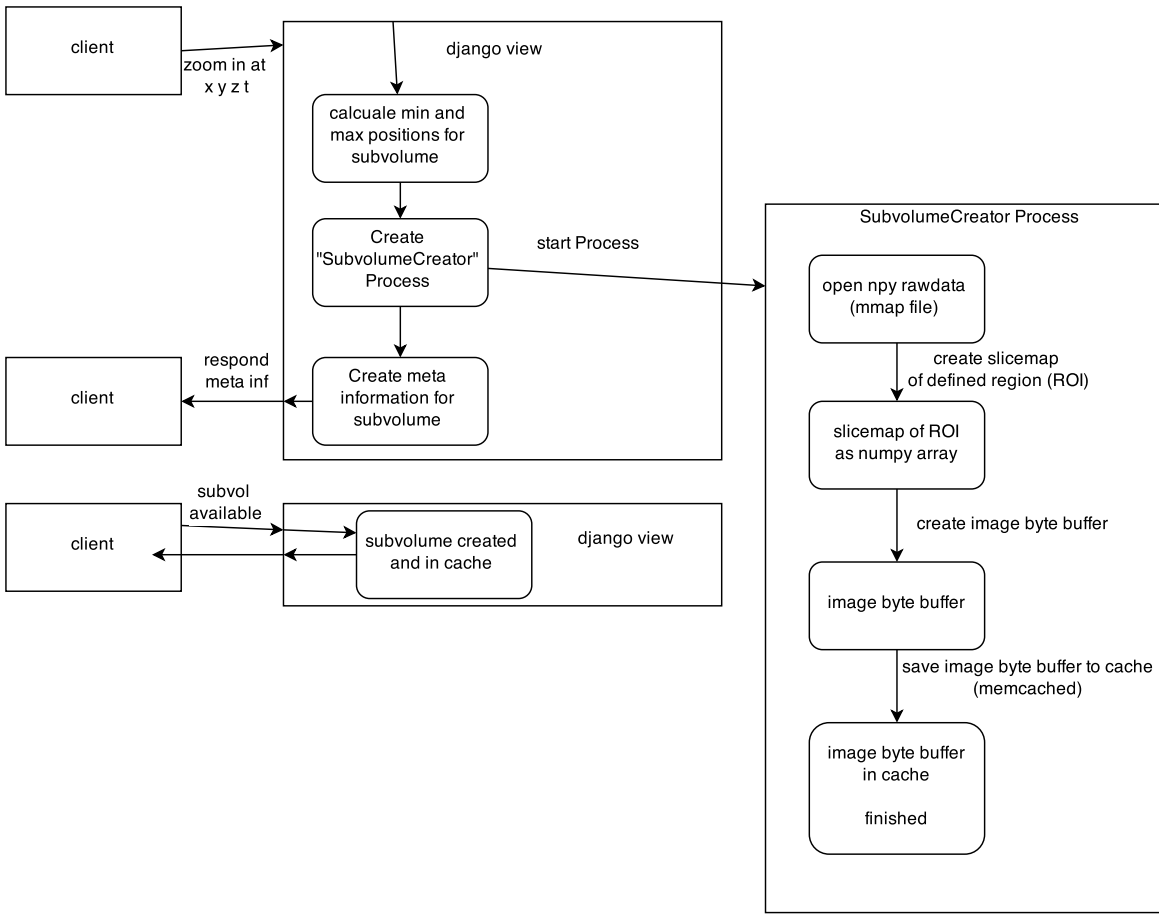 client
zoom in at
x y z t
django view
calcuale min and
max positions for
subvolume
Create
"SubvolumeCreator"
Process
start Process
Create meta
information for
subvolume
respond
meta inf
client
client
subvol
available
subvolume created
and in cache
django view
SubvolumeCreator Process
open npy rawdata
(mmap file)
create slicemap
of defined region (ROI)
slicemap of ROI
as numpy array
create image byte buffer
image byte buffer
save image byte buffer to cache
(memcached)
image byte buffer
in cache
finished